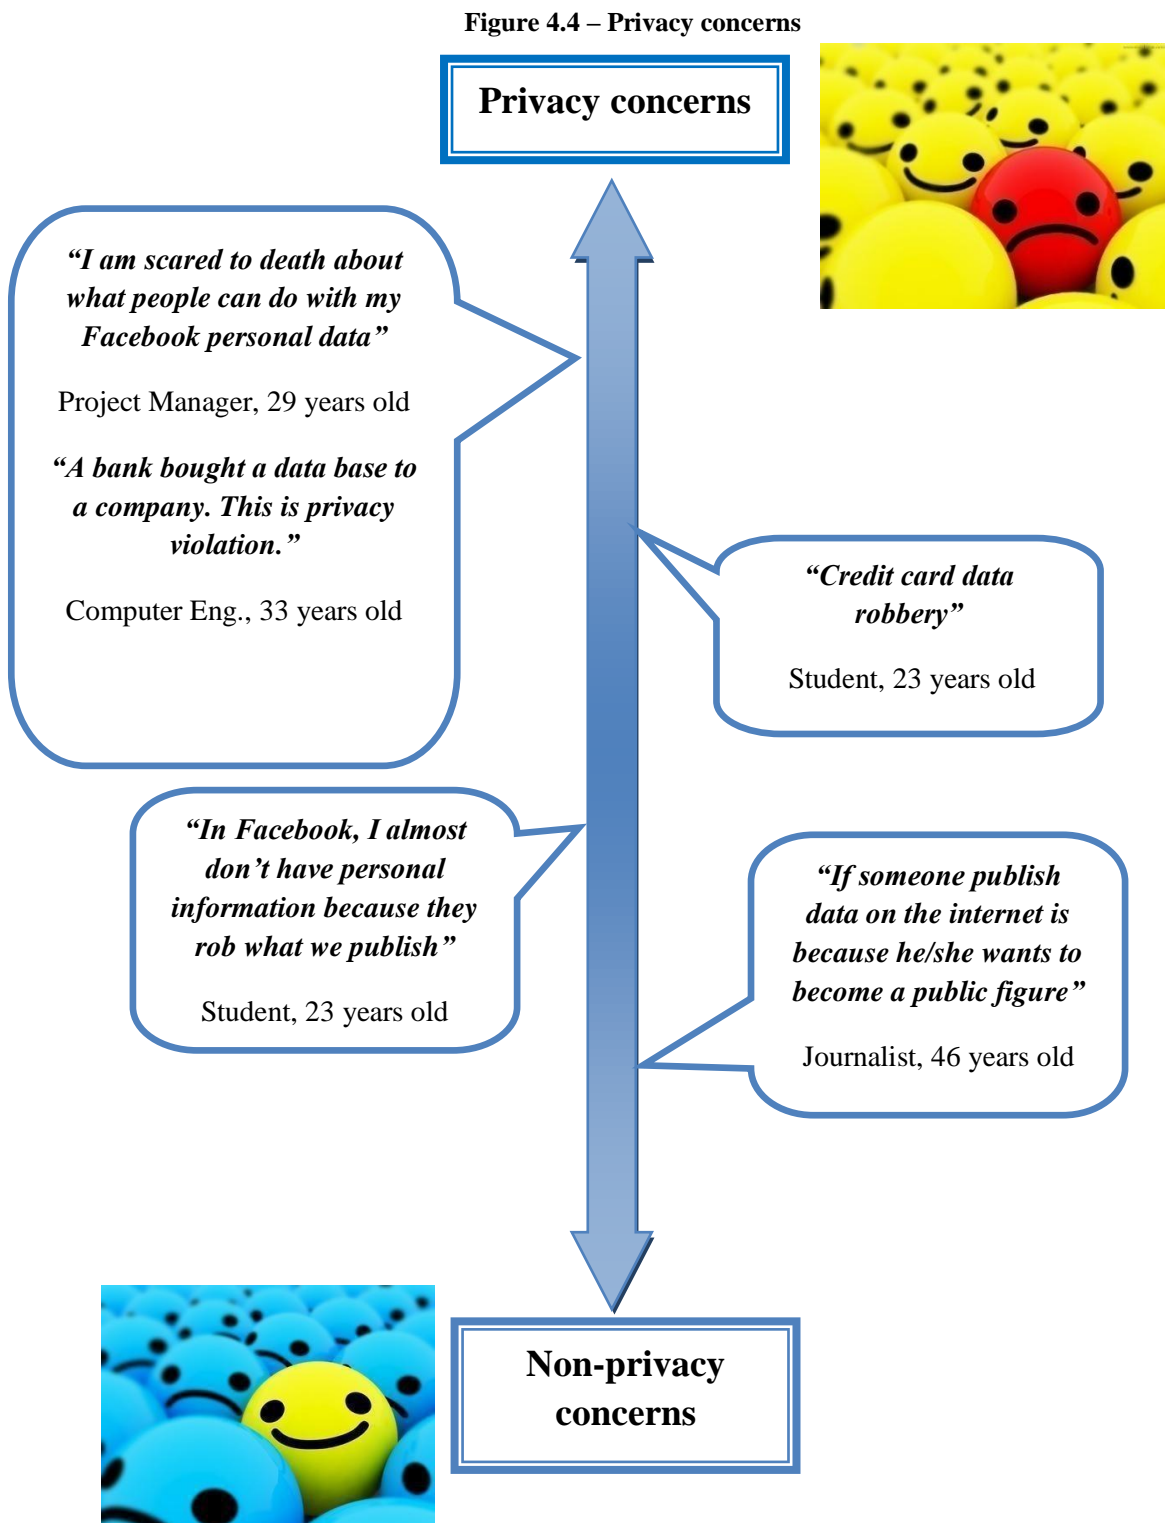 Figure 4.4 – Privacy concerns
Privacy concerns
“I am scared to death about
what people can do with my
Facebook personal data”
Project Manager, 29 years old
“A bank bought a data base to
a company. This is privacy
violation.”
Computer Eng., 33 years old
“Credit card data
robbery”
Student, 23 years old
“In Facebook, I almost
don’t have personal
information because they
rob what we publish”
Student, 23 years old
“If someone publish
data on the internet is
because he/she wants to
become a public figure”
Journalist, 46 years old
Non-privacy
concerns